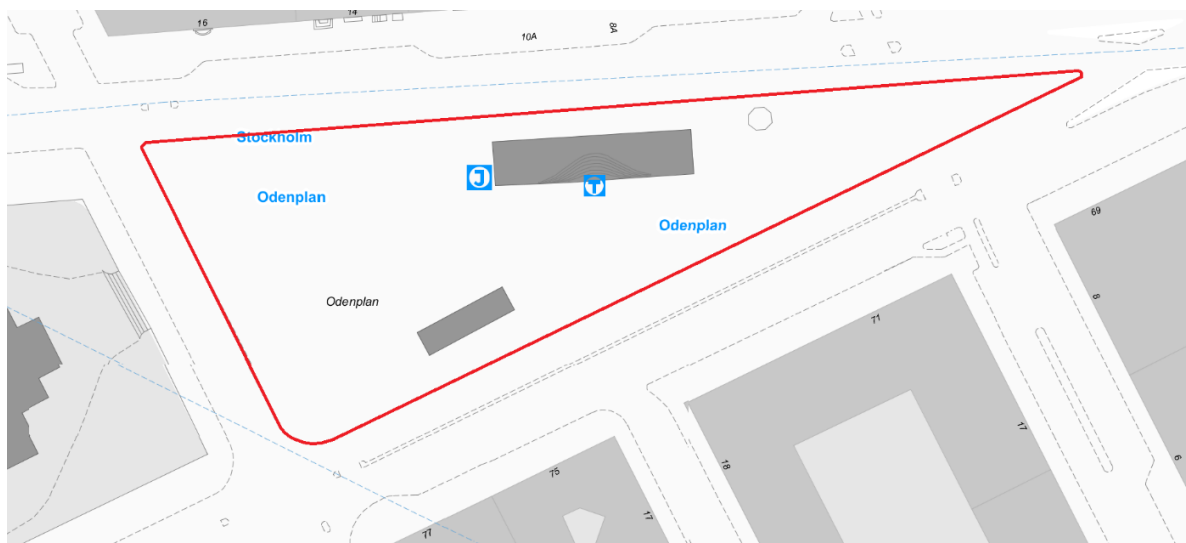 16
14
10A
8A
Stockholm
J
Odenplan
T
Odenplan
Odenplan
69
8
71
17
6
18
75
77
17